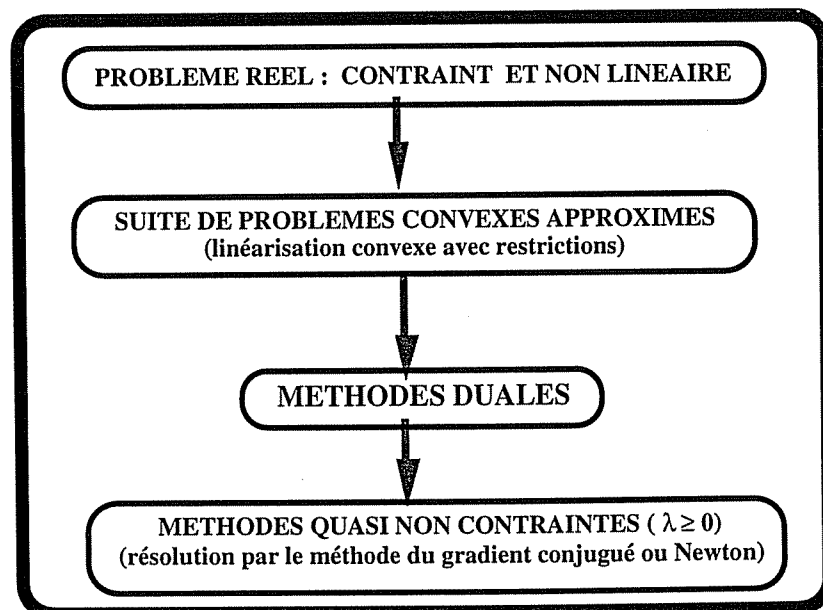 PROBLEME REEL : CONTRAINT ET NON LINEAIRE
SUITE DE PROBLEMES CONVEXES APPROXIMES
(linéarisation convexe avec restrictions)
METHODES DUALES
METHODES QUASI NON CONTRAINTES ( λ ≥ 0)
(résolution par le méthode du gradient conjugué ou Newton)